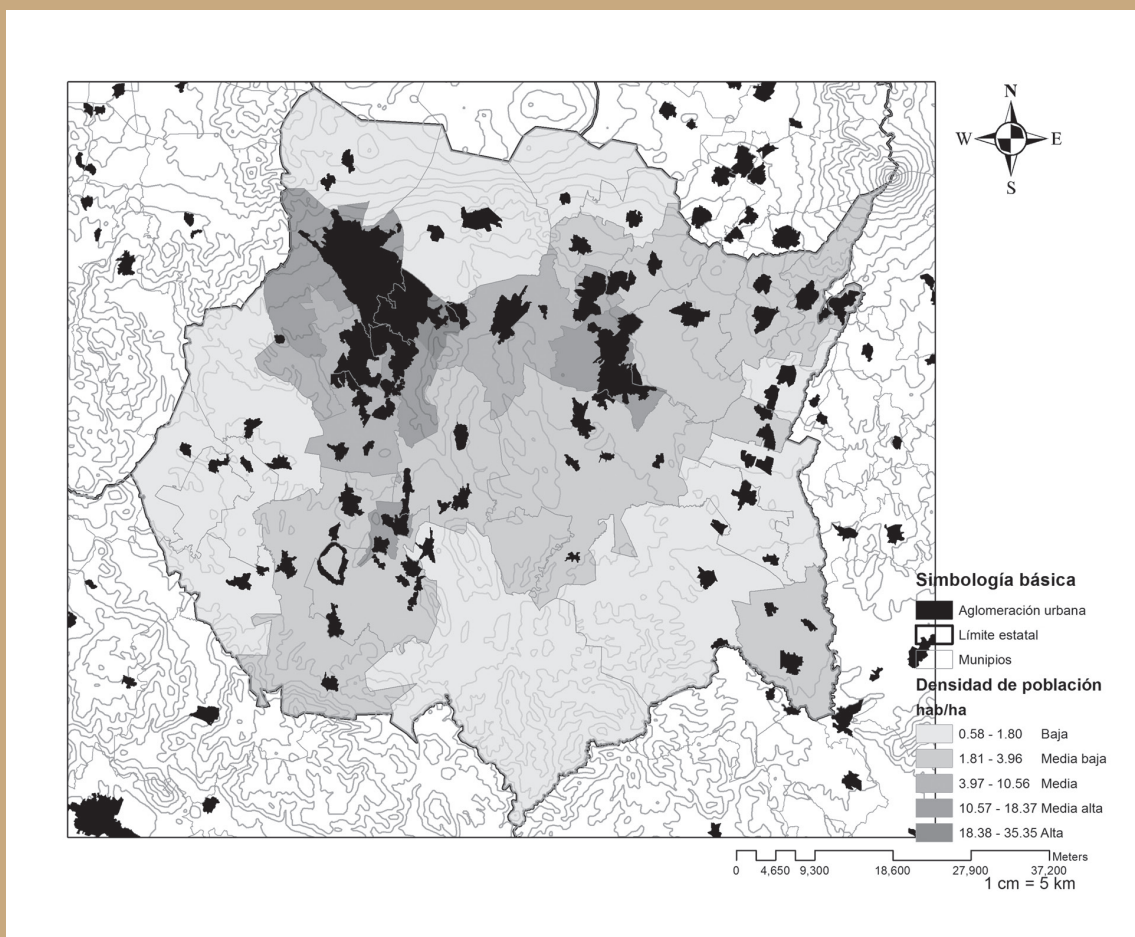 N
W E
S
Simbología básica
Aglomeración urbana
Límite estatal
Munipios
Densidad de población
hab/ha
0.58 - 1.80 Baja
1.81 - 3.96 Media baja
3.97 - 10.56 Media
10.57 - 18.37 Media alta
18.38 - 35.35 Alta
Meters
0 4,650 9,300 18,600 27,900 37,200
1 cm = 5 km